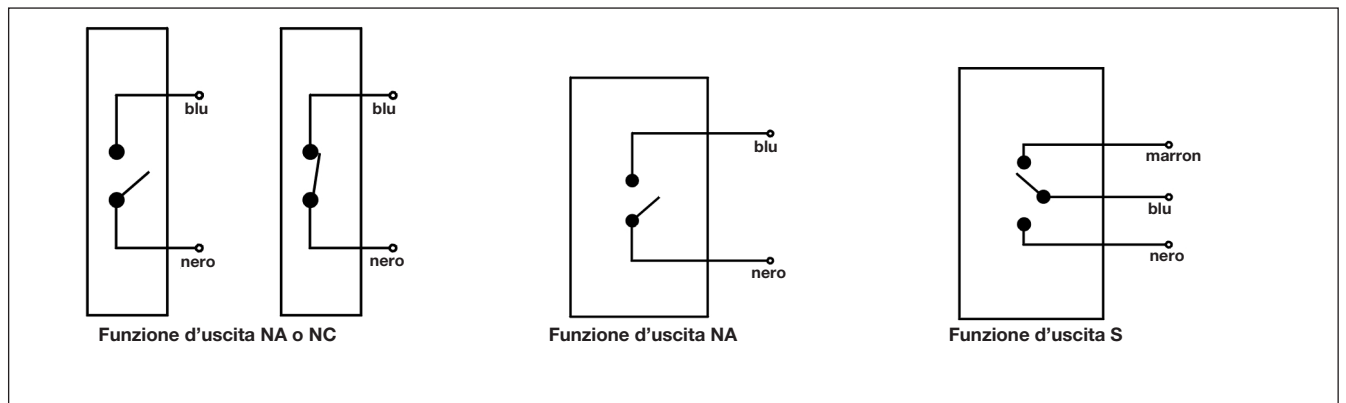 blu
nero
blu
nero
Funzione d'uscita NA o NC
blu
nero
Funzione d'uscita NA
marron
blu
nero
Funzione d'uscita S